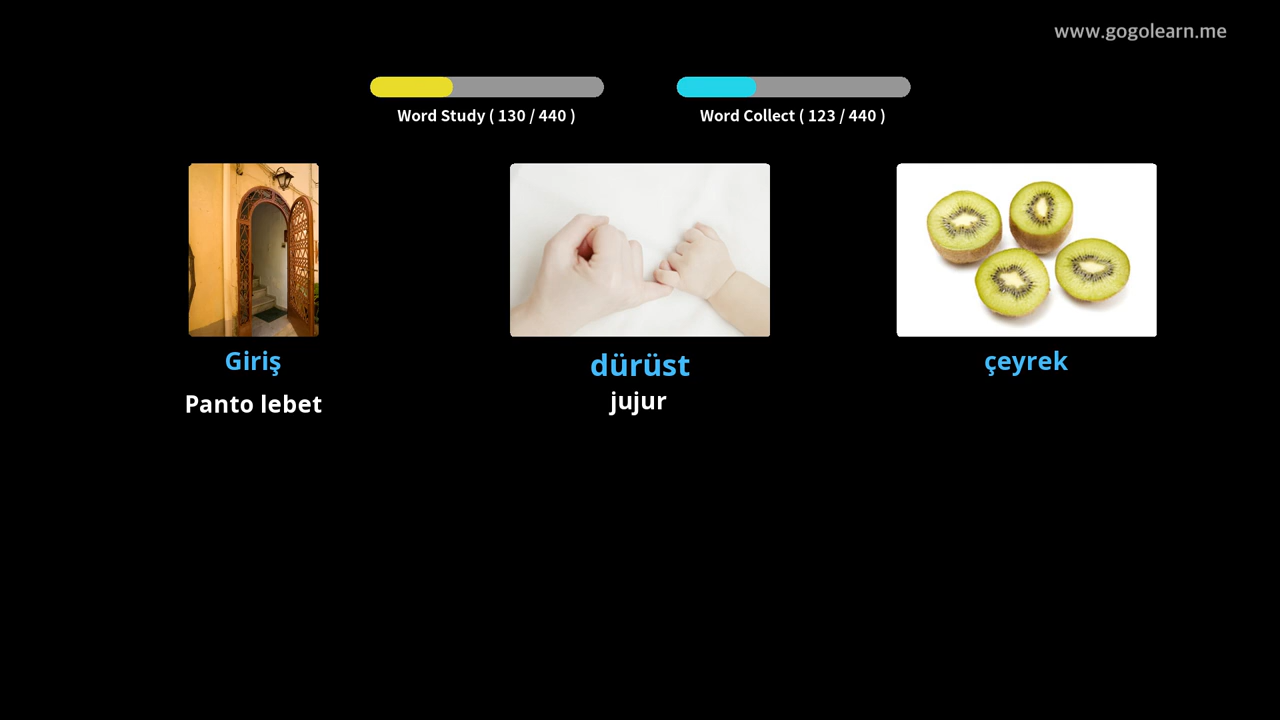 www.gogolearn.me
Word Study ( 130 / 440 )
Word Collect ( 123 / 440 )
Giriş
Panto lebet
dürüst
jujur
çeyrek